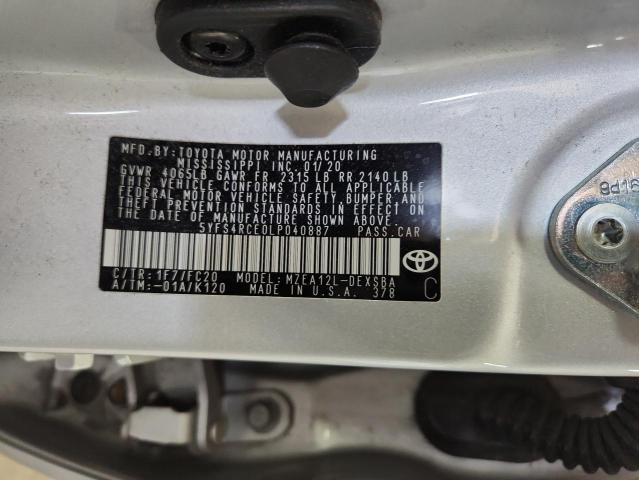 MFD. BY: TOYOTA MOTOR MANUFACTURING
MISSISSIPPI INC. 01/20
GVWR 4065LB GAWR FR 2315 LB RR 2140 LB
THIS VEHICLE CONFORMS TO ALL APPLICABLE
FEDERAL MOTOR VEHICLE SAFETY, BUMPER, AND
THEFT PREVENTION STANDARDS IN EFFECT ON
THE DATE OF MANUFACTURE SHOWN ABOVE.
5YFS4RCE0LP040887 PASS. CAR
C/TR: 1F7/FC20 MODEL: MZEA12L-DEXSBA
A/TM: -01A/K120 MADE IN U.S.A. 378
C